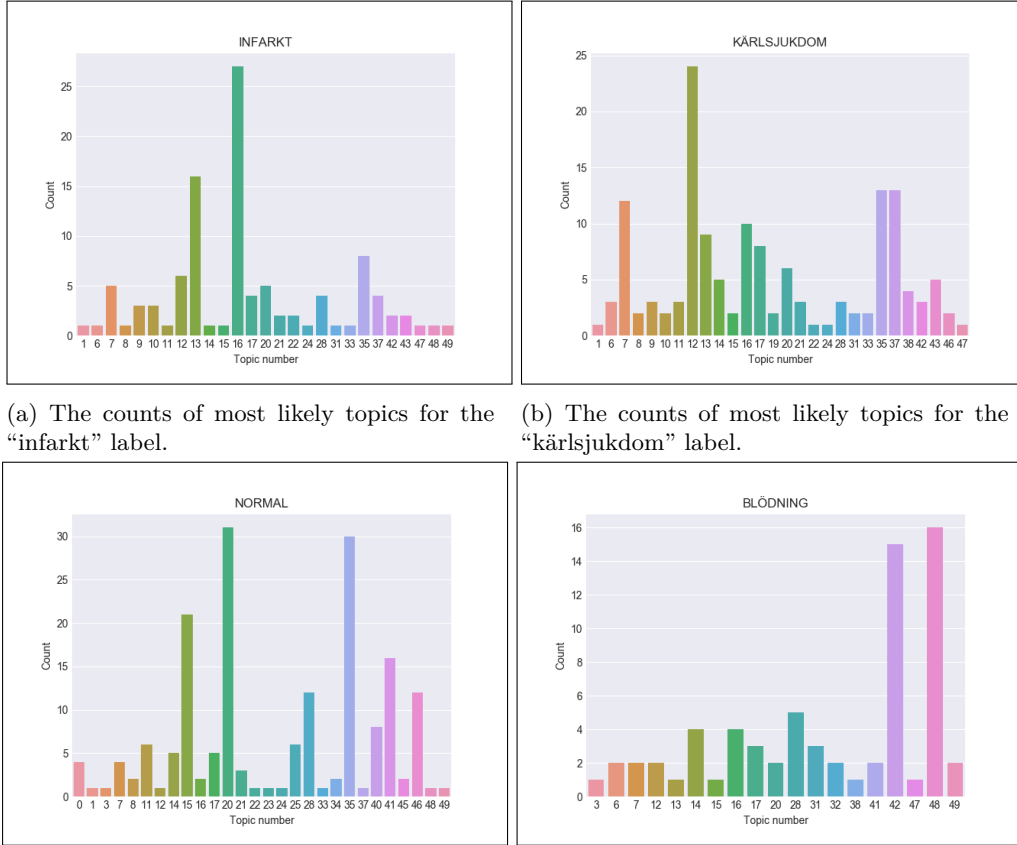 INFARKT
Count
25
20
15
10
5
0
1 6 7 8 9 10 11 12 13 14 15 16 17 20 21 22 24 28 31 33 35 37 42 43 47 48 49
Topic number
KÄRLSJUKDOM
Count
25
20
15
10
5
0
1 6 7 8 9 10 11 12 13 14 15 16 17 19 20 21 22 24 28 31 33 35 37 38 42 43 46 47
Topic number
(a) The counts of most likely topics for the
“infarkt” label.
(b) The counts of most likely topics for the
“kärlsjukdom” label.
NORMAL
Count
30
25
20
15
10
5
0
0 1 3 7 8 11 12 14 15 16 17 20 21 22 23 24 25 28 33 34 35 37 40 41 45 46 48 49
Topic number
BLÖDNING
Count
16
14
12
10
8
6
4
2
0
3 6 7 12 13 14 15 16 17 20 28 31 32 38 41 42 47 48 49
Topic number